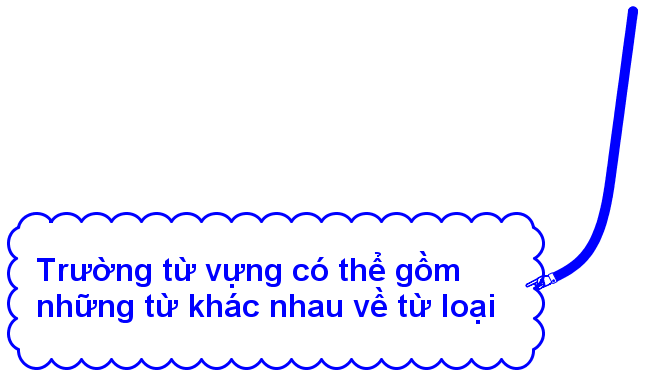 Trường từ vựng có thể gồm
những từ khác nhau về từ loại